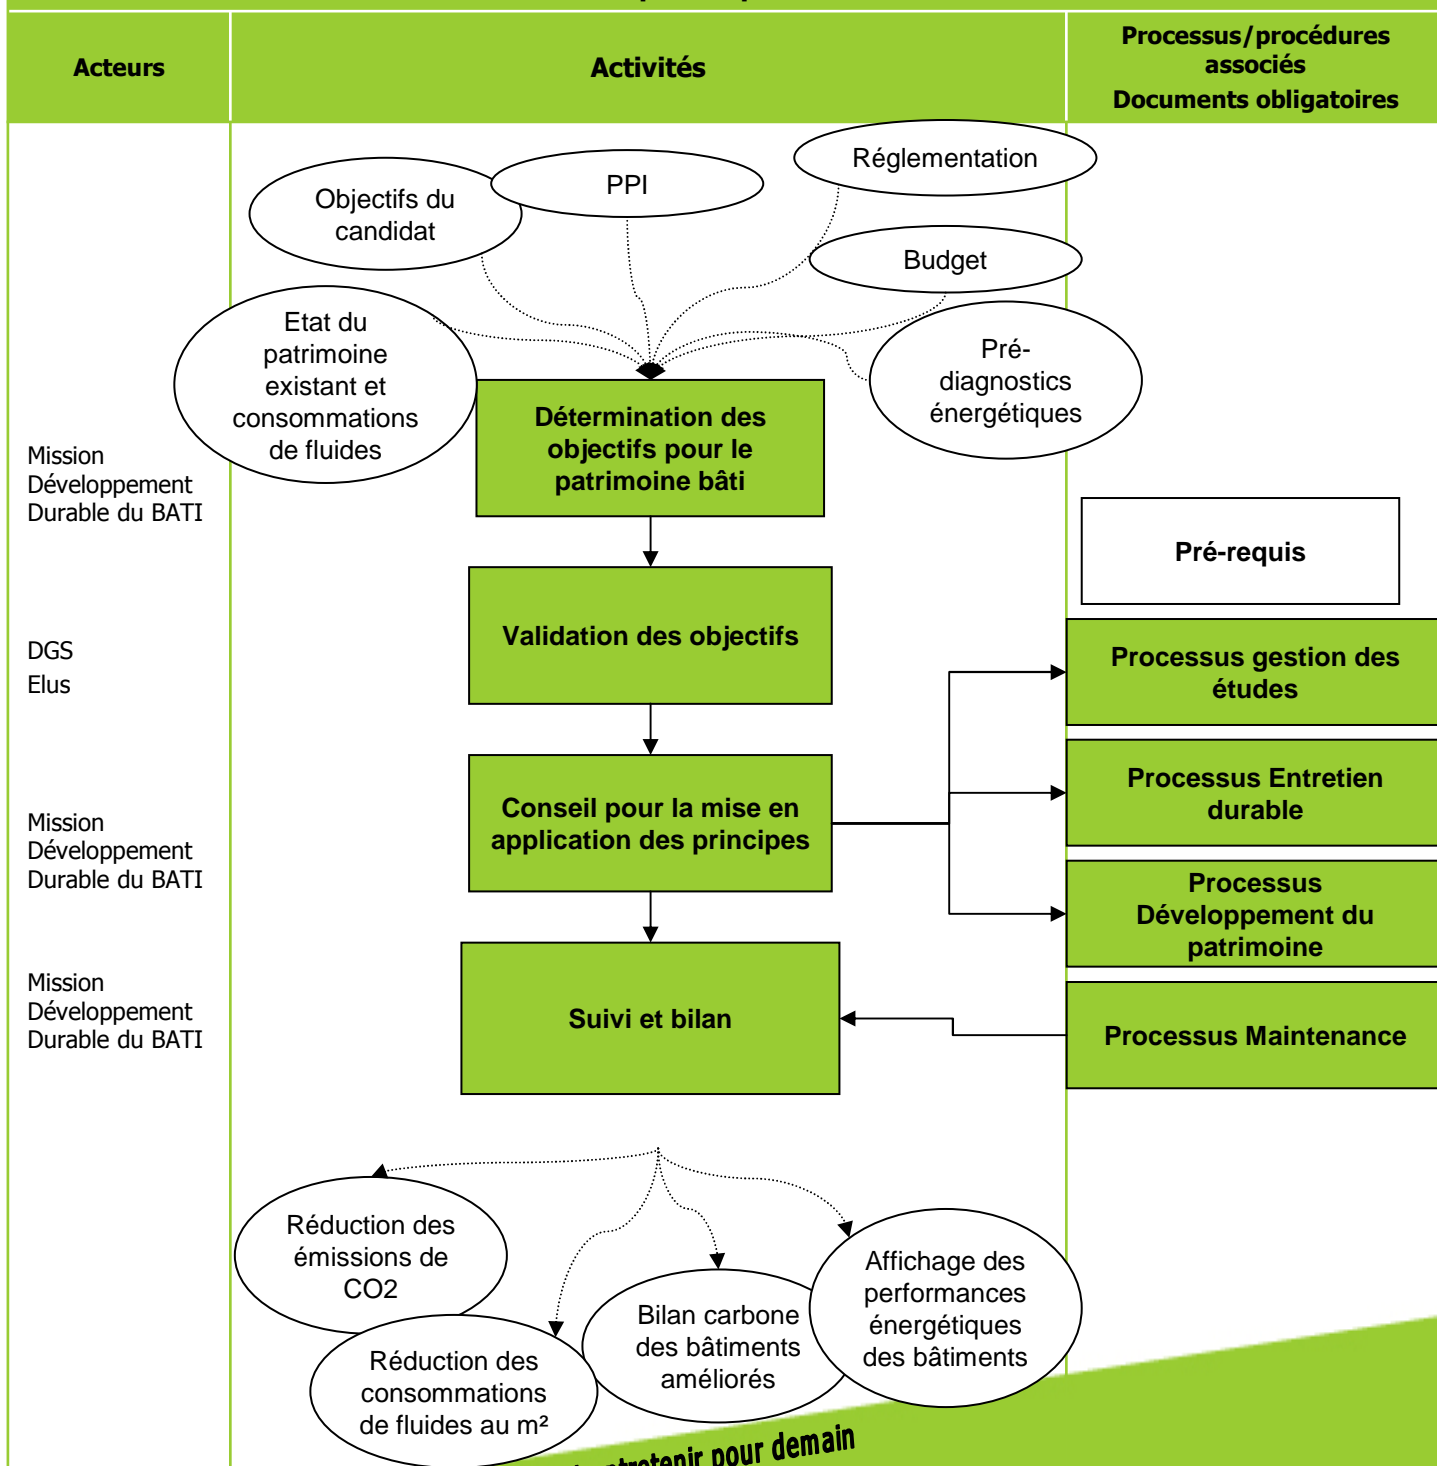 Acteurs
Activités
Processus/procédures
associés
Documents obligatoires
Objectifs du
candidat
PPI
Réglementation
Budget
Etat du
patrimoine
existant et
consommations
de fluides
Pré-
diagnostics
énergétiques
Mission
Développement
Durable du BATI
Détermination des
objectifs pour le
patrimoine bâti
Pré-requis
DGS
Elus
Validation des objectifs
Processus gestion des
études
Mission
Développement
Durable du BATI
Conseil pour la mise en
application des principes
Processus Entretien
durable
Processus
Développement du
patrimoine
Mission
Développement
Durable du BATI
Suivi et bilan
Processus Maintenance
Réduction des
émissions de
CO2
Réduction des
consommations
de fluides au m²
Bilan carbone
des bâtiments
améliorés
Affichage des
performances
énergétiques
des bâtiments
entretenir pour demain